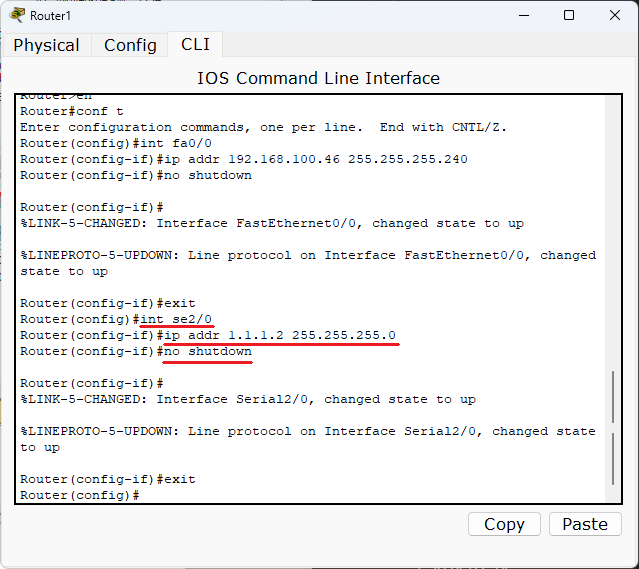 Router1
Physical Config CLI
IOS Command Line Interface
Router>en
Router#conf t
Enter configuration commands, one per line.  End with CNTL/Z.
Router(config)#int fa0/0
Router(config-if)#ip addr 192.168.100.46 255.255.255.240
Router(config-if)#no shutdown
Router(config-if)#
%LINK-5-CHANGED: Interface FastEthernet0/0, changed state to up
%LINEPROTO-5-UPDOWN: Line protocol on Interface FastEthernet0/0, changed
state to up
Router(config-if)#exit
Router(config)#int se2/0
Router(config-if)#ip addr 1.1.1.2 255.255.255.0
Router(config-if)#no shutdown
Router(config-if)#
%LINK-5-CHANGED: Interface Serial2/0, changed state to up
%LINEPROTO-5-UPDOWN: Line protocol on Interface Serial2/0, changed state
to up
Router(config-if)#exit
Router(config)#
Copy Paste